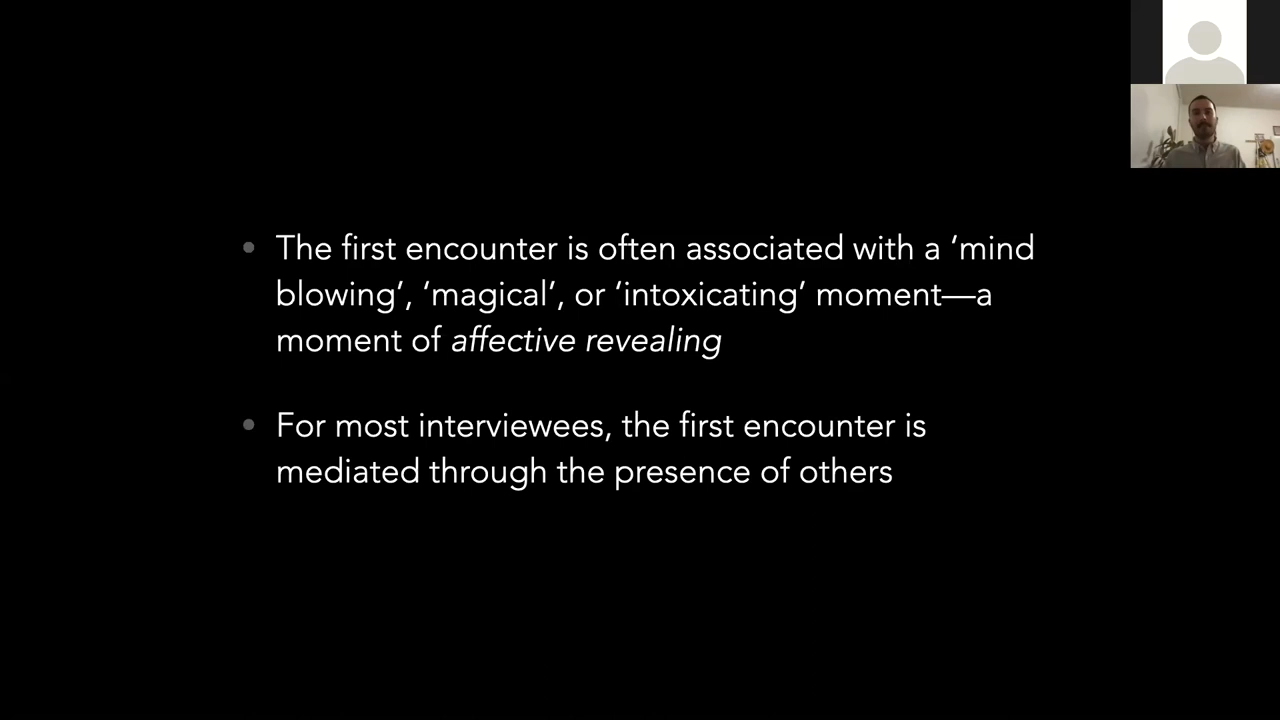 • The first encounter is often associated with a ‘mind
blowing’, ‘magical’, or ‘intoxicating’ moment—a
moment of affective revealing
• For most interviewees, the first encounter is
mediated through the presence of others